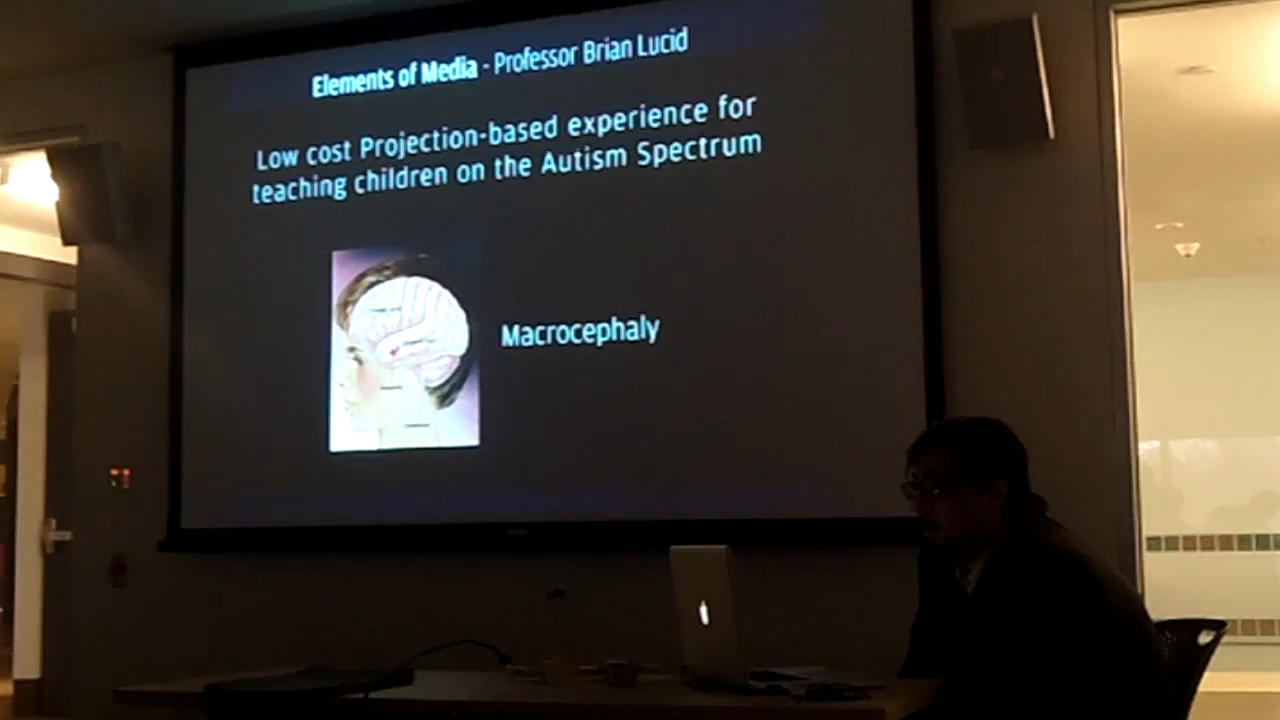 Elements of Media - Professor Brian Lucid
Low cost Projection-based experience for
teaching children on the Autism Spectrum
Macrocephaly